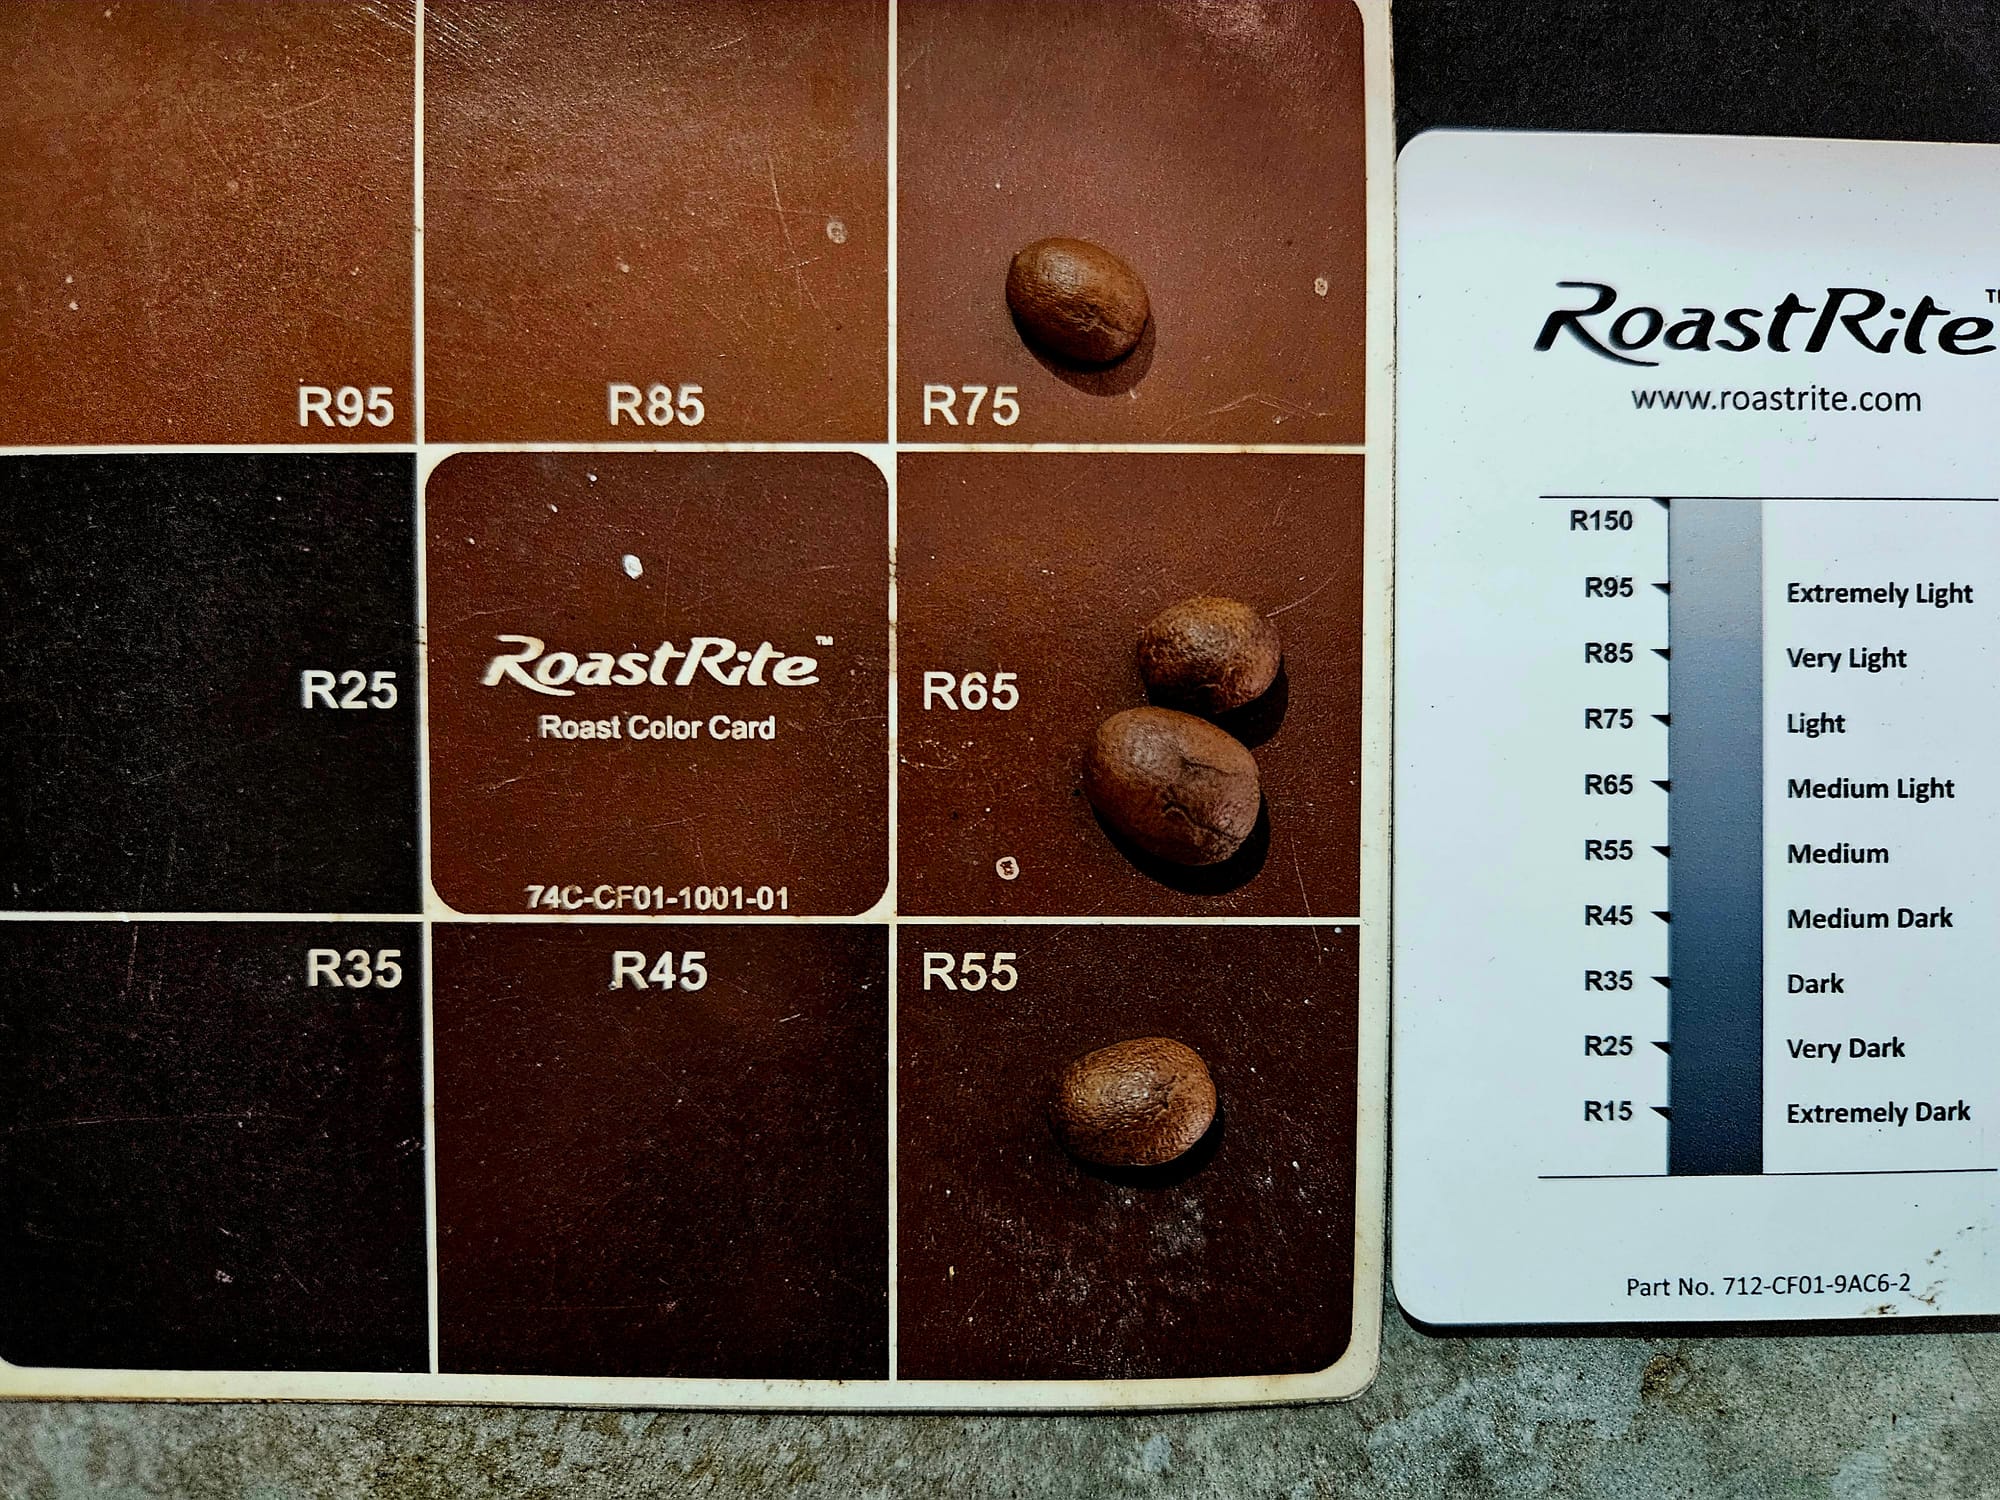 R95
R85
R75
R25
RoastRite™
Roast Color Card
74C-CF01-1001-01
R65
R35
R45
R55
RoastRite
www.roastrite.com
R150
R95 Extremely Light
R85 Very Light
R75 Light
R65 Medium Light
R55 Medium
R45 Medium Dark
R35 Dark
R25 Very Dark
R15 Extremely Dark
Part No. 712-CF01-9AC6-2